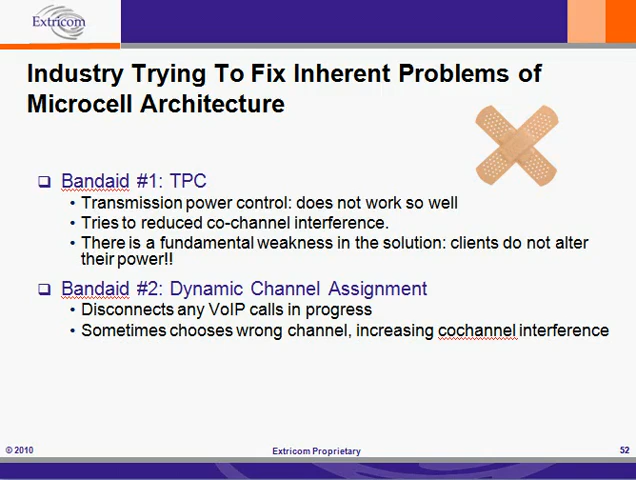 Extricom
Industry Trying To Fix Inherent Problems of
Microcell Architecture
Bandaid #1: TPC
• Transmission power control: does not work so well
• Tries to reduced co-channel interference.
• There is a fundamental weakness in the solution: clients do not alter
their power!!
Bandaid #2: Dynamic Channel Assignment
• Disconnects any VoIP calls in progress
• Sometimes chooses wrong channel, increasing cochannel interference
© 2010
Extricom Proprietary
52